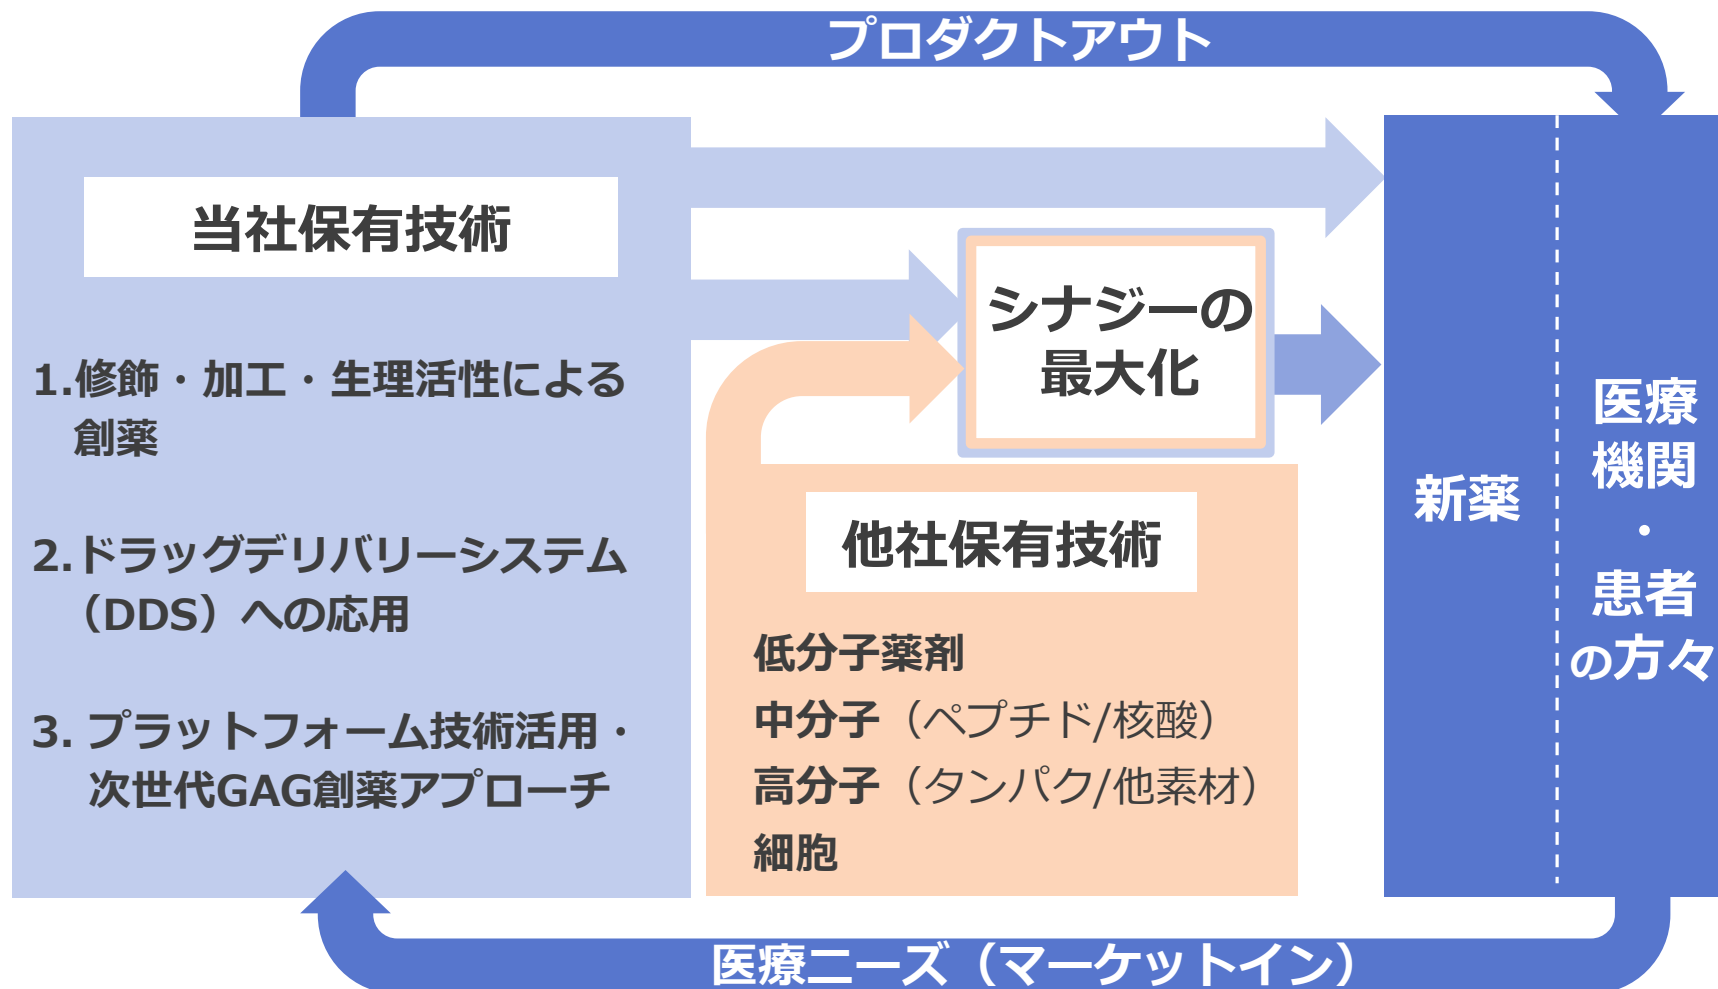 プロダクトアウト
当社保有技術
1.修飾・加工・生理活性による
創薬
2.ドラッグデリバリーシステム
（DDS）への応用
3. プラットフォーム技術活用・
次世代GAG創薬アプローチ
シナジーの
最大化
他社保有技術
低分子薬剤
中分子（ペプチド/核酸）
高分子（タンパク/他素材）
細胞
新薬
医療
機関
・
患者
の方々
医療ニーズ（マーケットイン）